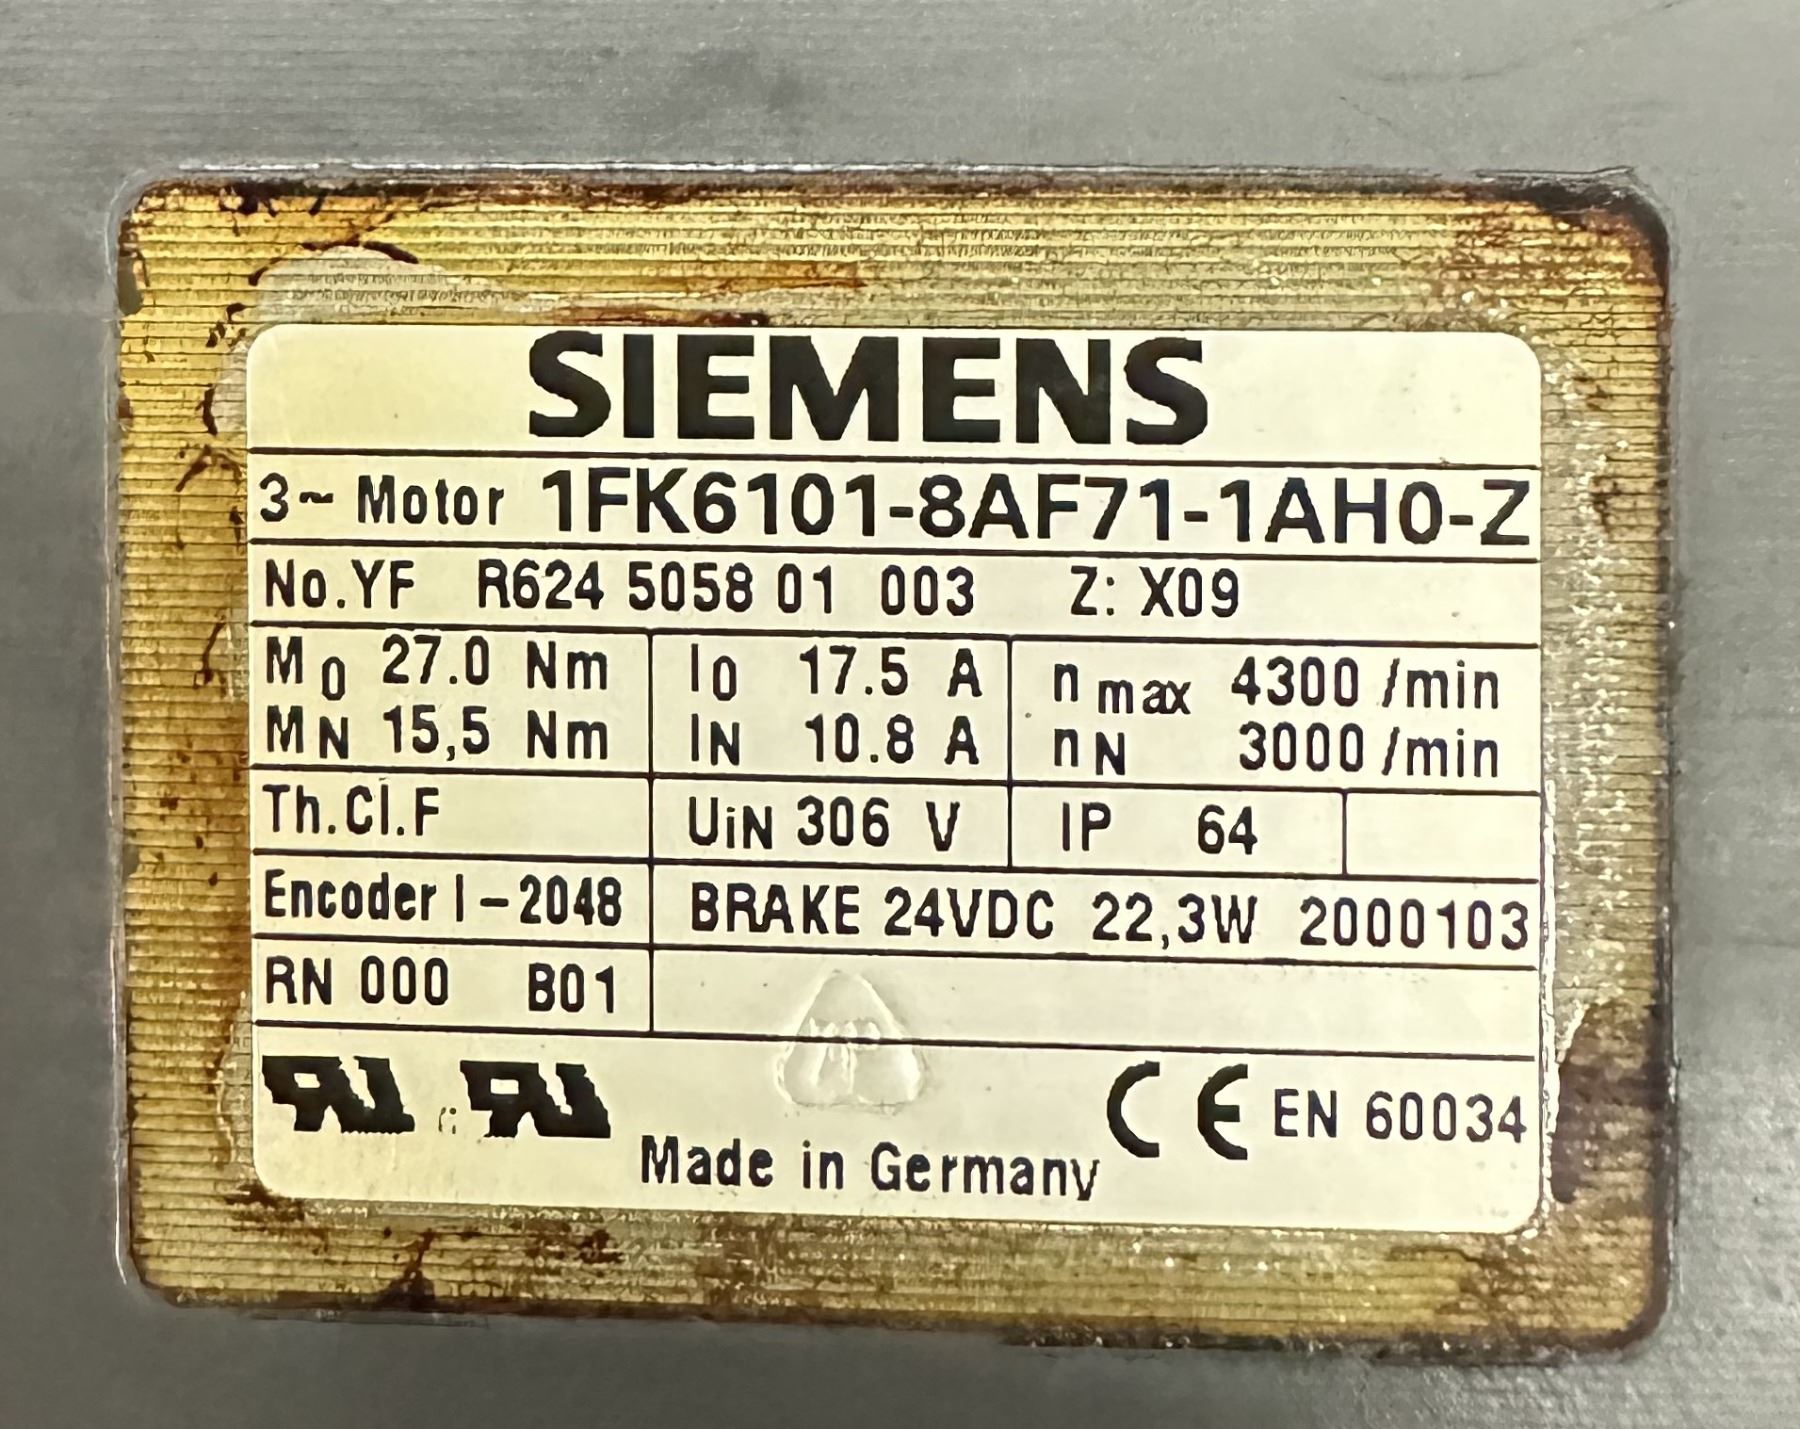 SIEMENS
3~ Motor 1FK6101-8AF71-1AH0-Z
No.YF R624 5058 01 003 Z: X09
M0 27.0 Nm I0 17.5 A nmax 4300 /min
MN 15,5 Nm IN 10.8 A nN 3000 /min
Th.Cl.F UiN 306 V IP 64
Encoder I-2048 BRAKE 24VDC 22,3W 2000103
RN 000 B01
CE EN 60034
Made in Germany